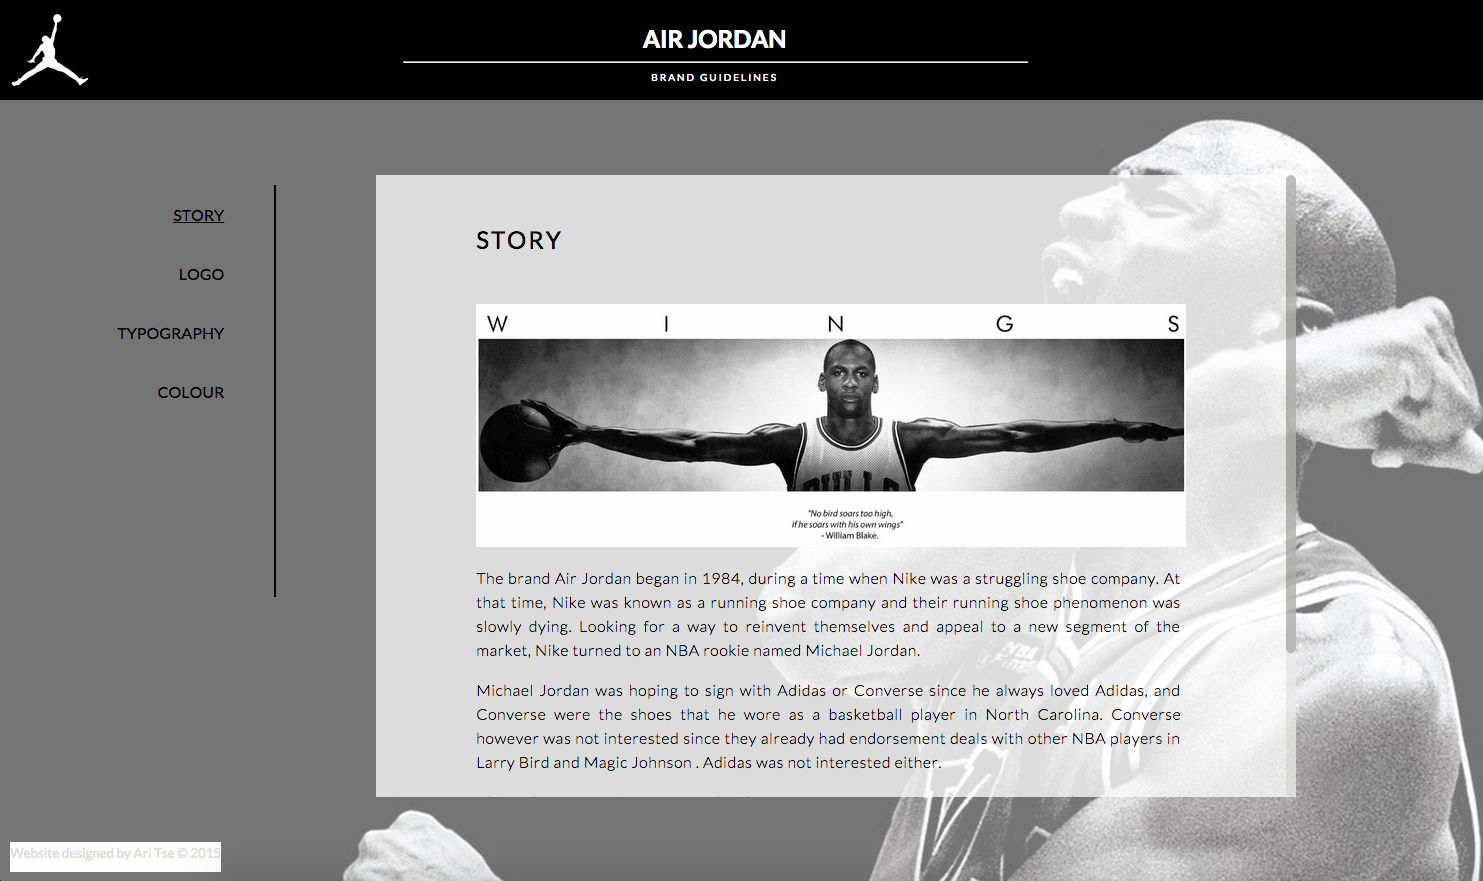 AIR JORDAN
BRAND GUIDELINES
STORY
LOGO
TYPOGRAPHY
COLOUR
STORY
W I N G S
BULLS
"No bird soars too high,
If he soars with his own wings"
- William Blake.
The brand Air Jordan began in 1984, during a time when Nike was a struggling shoe company. At
that time, Nike was known as a running shoe company and their running shoe phenomenon was
slowly dying. Looking for a way to reinvent themselves and appeal to a new segment of the
market, Nike turned to an NBA rookie named Michael Jordan.
Michael Jordan was hoping to sign with Adidas or Converse since he always loved Adidas, and
Converse were the shoes that he wore as a basketball player in North Carolina. Converse
however was not interested since they already had endorsement deals with other NBA players in
Larry Bird and Magic Johnson . Adidas was not interested either.
Website designed by Ari Tse © 2015